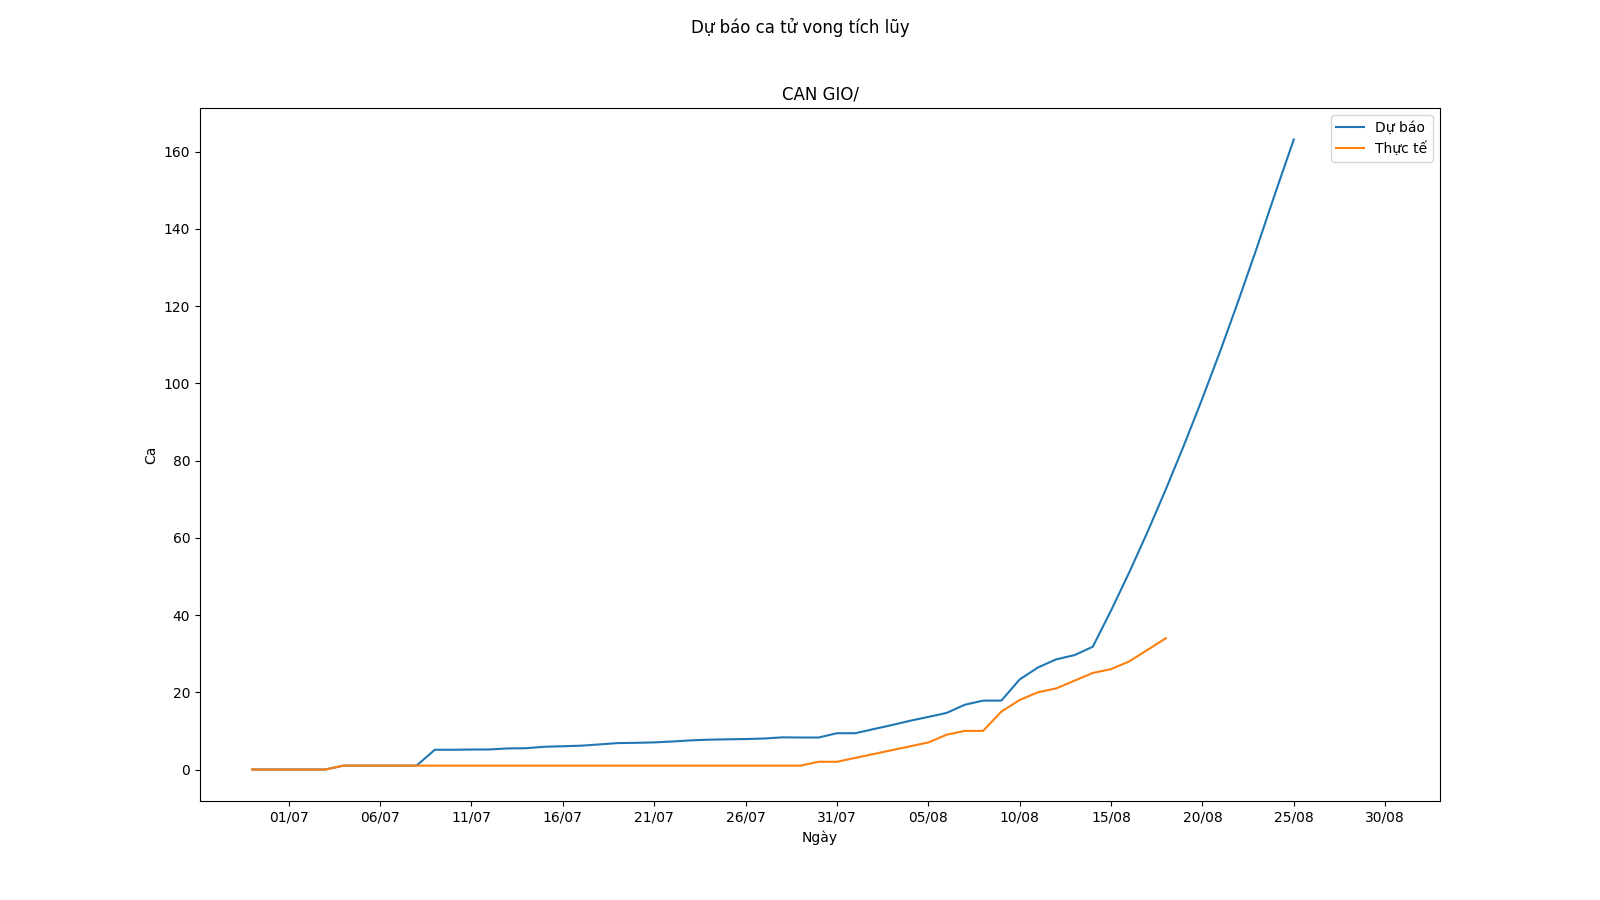 Dự báo ca tử vong tích lũy
CAN GIO/
Dự báo
Thực tế
160
140
120
100
80
60
40
20
0
Ca
01/07 06/07 11/07 16/07 21/07 26/07 31/07 05/08 10/08 15/08 20/08 25/08 30/08
Ngày